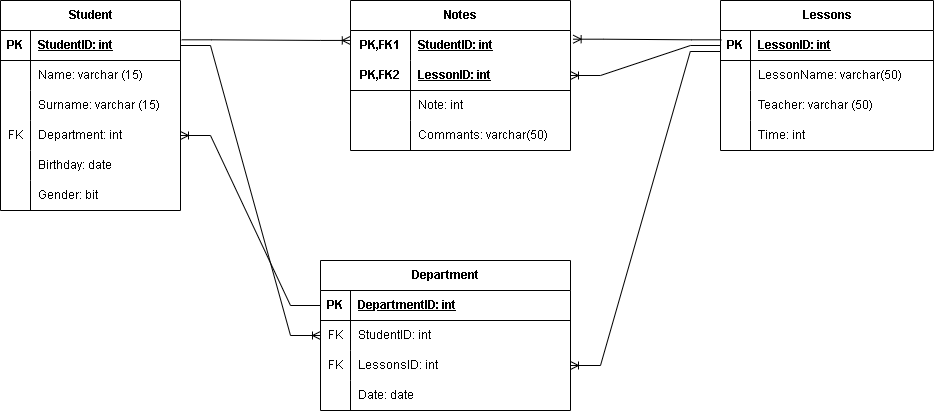 Student
PK StudentID: int
Name: varchar (15)
Surname: varchar (15)
FK Department: int
Birthday: date
Gender: bit
Notes
PK,FK1 StudentID: int
PK,FK2 LessonID: int
Note: int
Commants: varchar(50)
Lessons
PK LessonID: int
LessonName: varchar(50)
Teacher: varchar (50)
Time: int
Department
PK DepartmentID: int
FK StudentID: int
FK LessonsID: int
Date: date